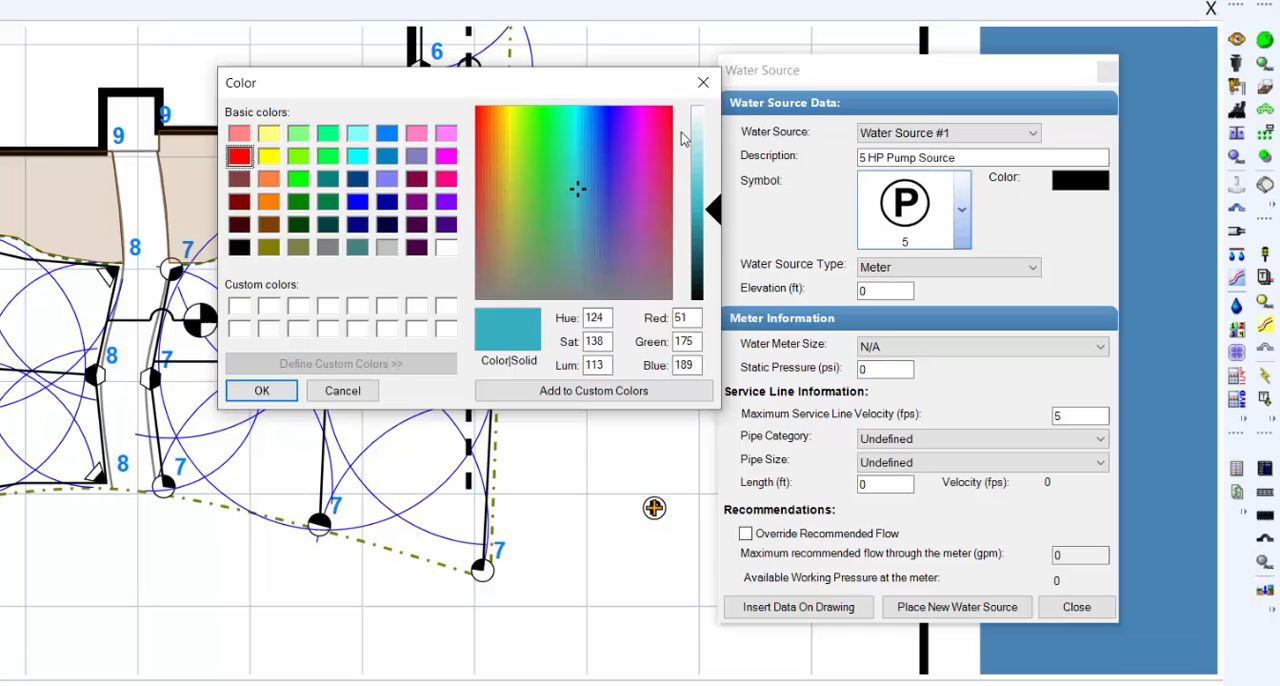 X
6
9
9
8
7
8
7
8
7
7
7
Color
Basic colors:
Custom colors:
Define Custom Colors >>
OK
Cancel
Color|Solid
Hue: 124
Sat: 138
Lum: 113
Red: 51
Green: 175
Blue: 189
Add to Custom Colors
Water Source
Water Source Data:
Water Source: Water Source #1
Description: 5 HP Pump Source
Symbol:
P
5
Color:
Water Source Type: Meter
Elevation (ft): 0
Meter Information
Water Meter Size: N/A
Static Pressure (psi): 0
Service Line Information:
Maximum Service Line Velocity (fps): 5
Pipe Category: Undefined
Pipe Size: Undefined
Length (ft): 0 Velocity (fps): 0
Recommendations:
Override Recommended Flow
Maximum recommended flow through the meter (gpm): 0
Available Working Pressure at the meter: 0
Insert Data On Drawing
Place New Water Source
Close